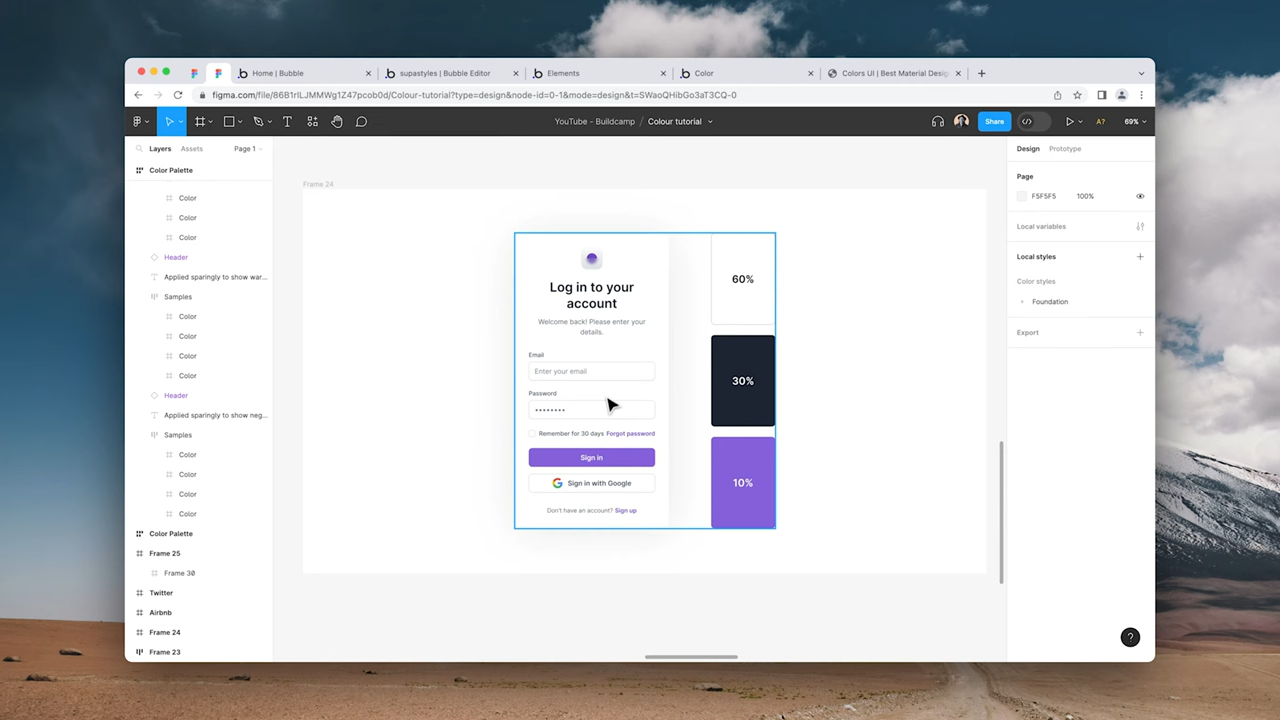 Home | Bubble
supastyles | Bubble Editor
Elements
Color
Colors UI | Best Material Desig
figma.com/file/86B1rILJMMWg1Z47pcob0d/Colour-tutorial?type=design&node-id=0-1&mode=design&t=SWaoQHibGo3aT3CQ-0
YouTube - Buildcamp / Colour tutorial
Share
A?
69%
Layers
Assets
Page 1
Color Palette
Color
Color
Color
Header
Applied sparingly to show war...
Samples
Color
Color
Color
Color
Header
Applied sparingly to show neg...
Samples
Color
Color
Color
Color
Color Palette
Frame 25
Frame 30
Twitter
Airbnb
Frame 24
Frame 23
Frame 24
Log in to your
account
Welcome back! Please enter your
details.
Email
Enter your email
Password
Remember for 30 days Forgot password
Sign in
Sign in with Google
Don't have an account? Sign up
60%
30%
10%
Design
Prototype
Page
F5F5F5
100%
Local variables
Local styles
Color styles
Foundation
Export
?